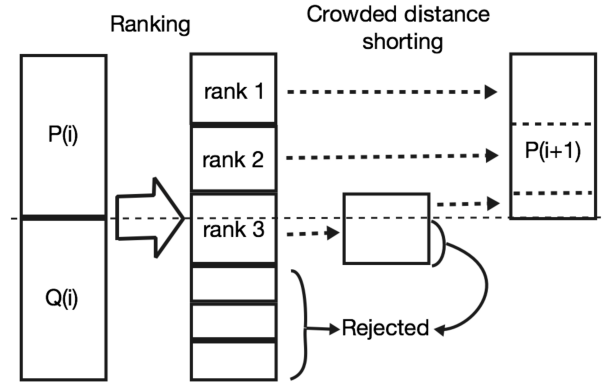 Ranking
Crowded distance
shorting
P(i)
rank 1
rank 2
P(i+1)
rank 3
Q(i)
Rejected